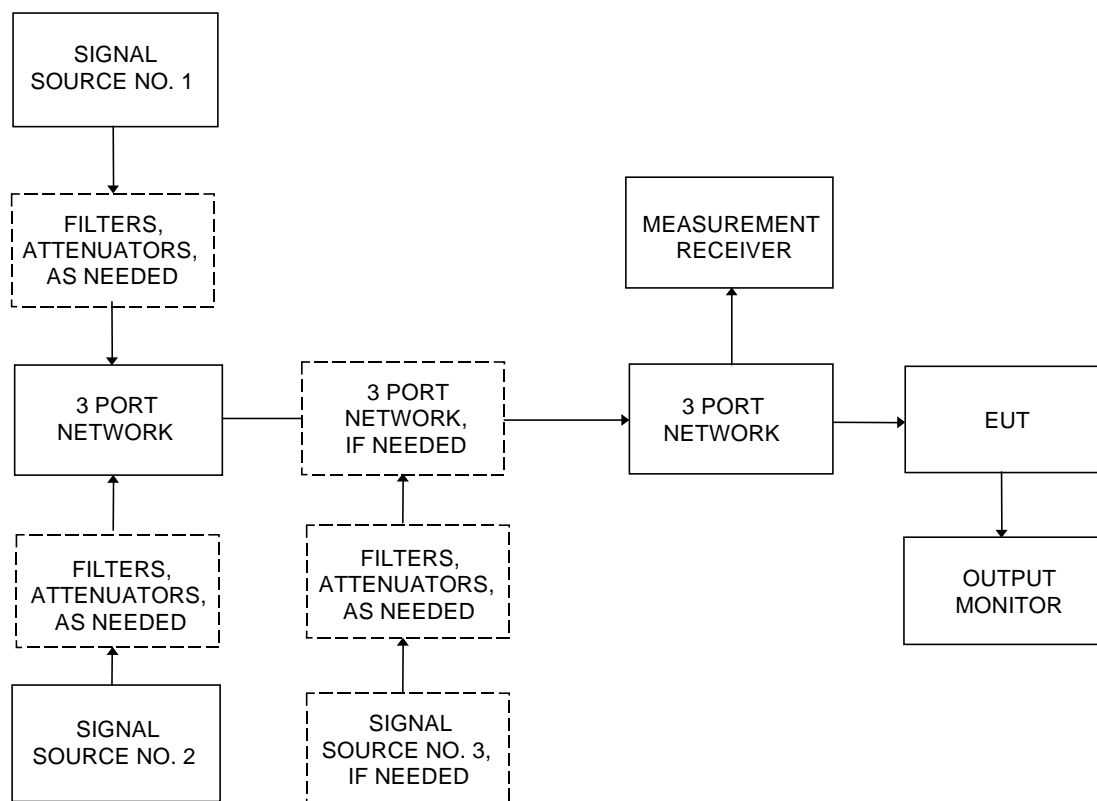 SIGNAL
SOURCE NO. 1
FILTERS,
ATTENUATORS,
AS NEEDED
MEASUREMENT
RECEIVER
3 PORT
NETWORK
3 PORT
NETWORK,
IF NEEDED
3 PORT
NETWORK
EUT
FILTERS,
ATTENUATORS,
AS NEEDED
FILTERS,
ATTENUATORS,
AS NEEDED
OUTPUT
MONITOR
SIGNAL
SOURCE NO. 2
SIGNAL
SOURCE NO. 3,
IF NEEDED